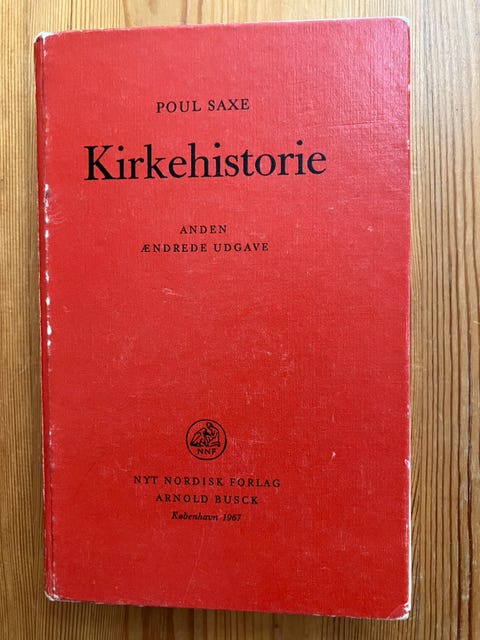 POUL SAXE
Kirkehistorie
ANDEN
ÆNDREDE UDGAVE
NNF
NYT NORDISK FORLAG
ARNOLD BUSCK
København 1967